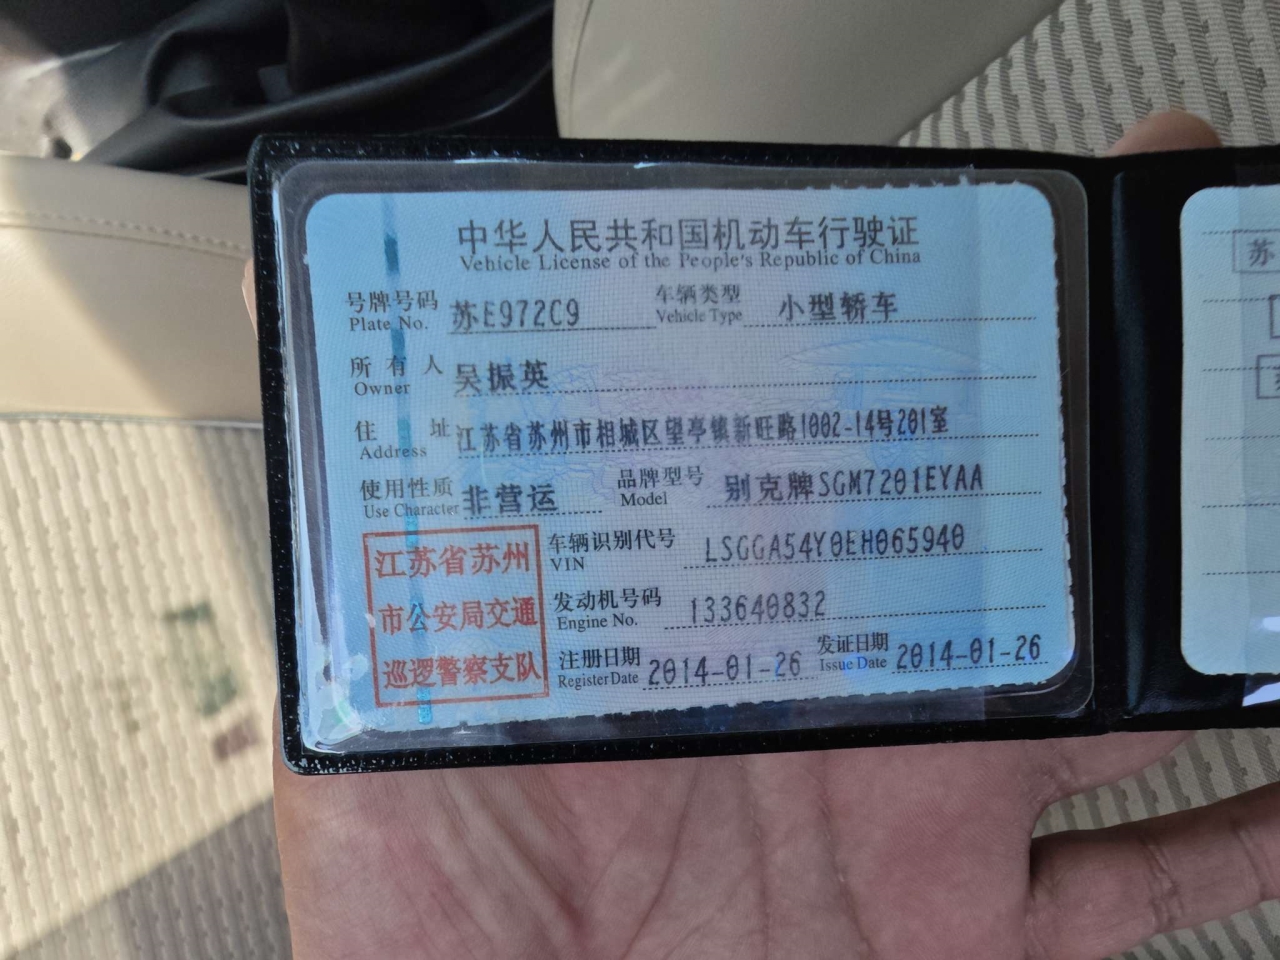 中华人民共和国机动车行驶证
Vehicle License of the People's Republic of China
号牌号码 苏E972C9 车辆类型 小型轿车
Plate No. Vehicle Type
所有人 吴振英
Owner
住址 江苏省苏州市相城区望亭镇新旺路1002-14号201室
Address
使用性质 非营运 品牌型号 别克牌SGM7201EYAA
Use Character Model
江苏省苏州
市公安局交通
巡逻警察支队
车辆识别代号 LSGGA54Y0EH065940
VIN
发动机号码 133640832
Engine No.
注册日期 2014-01-26 发证日期 2014-01-26
Register Date Issue Date
苏